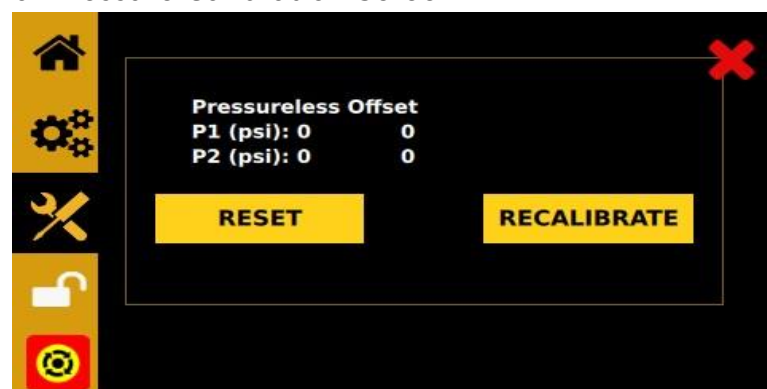 Pressureless Offset
P1 (psi): 0 0
P2 (psi): 0 0
RESET RECALIBRATE